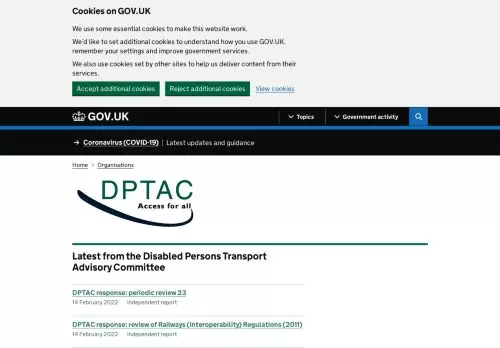 Cookies on GOV.UK
We use some essential cookies to make this website work.
We'd like to set additional cookies to understand how you use GOV.UK,
remember your settings and improve government services.
We also use cookies set by other sites to help us deliver content from their
services.
Accept additional cookies Reject additional cookies View cookies
GOV.UK Topics Government activity
→ Coronavirus (COVID-19) Latest updates and guidance
Home Organisations
DPTAC
Access for all
Latest from the Disabled Persons Transport
Advisory Committee
DPTAC response: periodic review 23
14 February 2022 Independent report
DPTAC response: review of Railways (Interoperability) Regulations (2011)
14 February 2022 Independent report